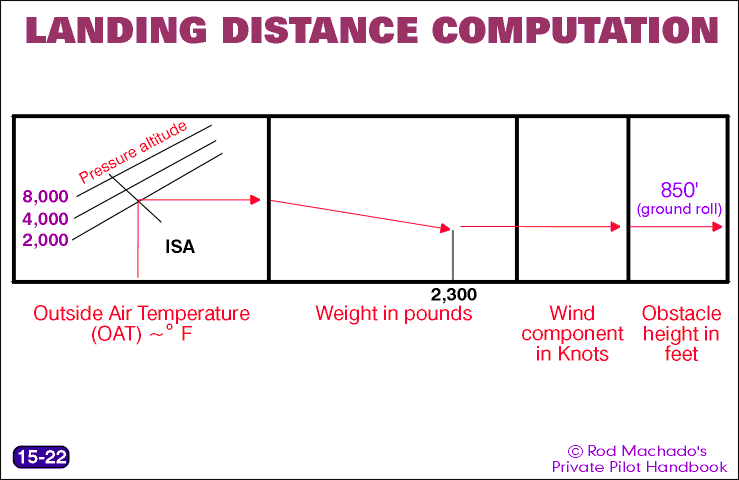 LANDING DISTANCE COMPUTATION
Pressure altitude
8,000
4,000
2,000
ISA
850'
(ground roll)
2,300
Outside Air Temperature
(OAT) ~° F
Weight in pounds
Wind
component
in Knots
Obstacle
height in
feet
15-22
© Rod Machado's
Private Pilot Handbook